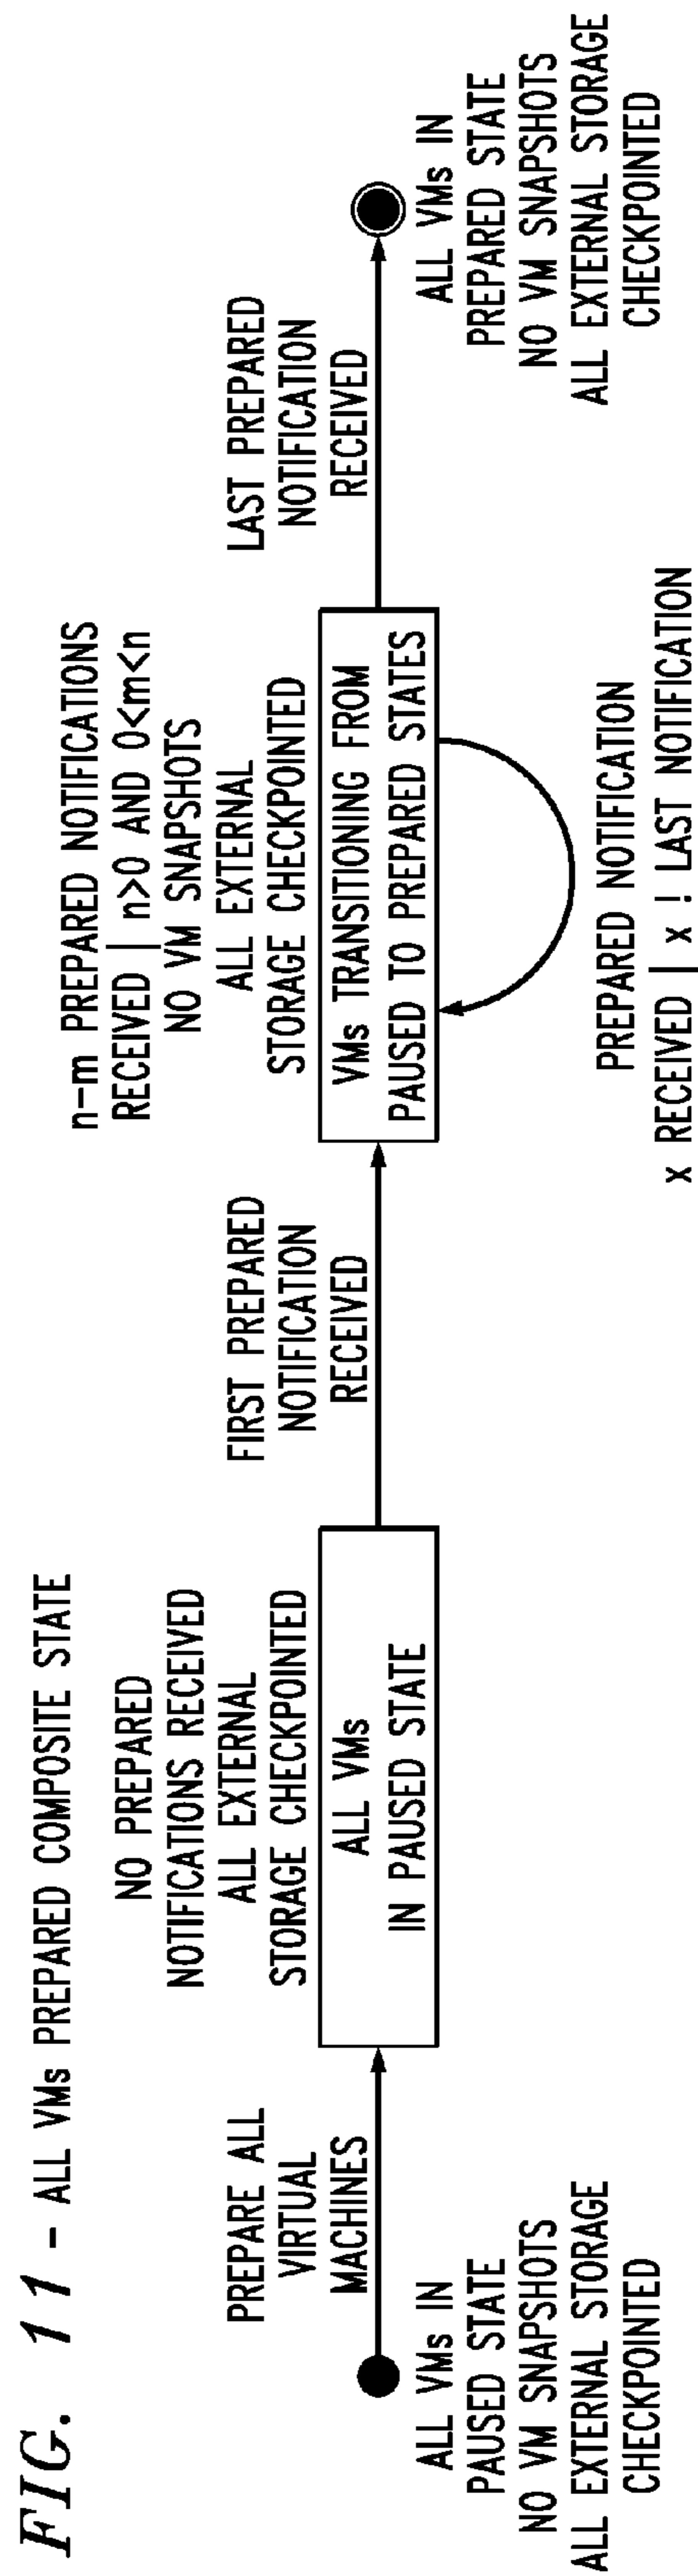 FIG. 11 - ALL VMs PREPARED COMPOSITE STATE
ALL VMs IN
PAUSED STATE
NO VM SNAPSHOTS
ALL EXTERNAL STORAGE
CHECKPOINTED
PREPARE ALL
VIRTUAL
MACHINES
NO PREPARED
NOTIFICATIONS RECEIVED
ALL EXTERNAL
STORAGE CHECKPOINTED
ALL VMs
IN PAUSED STATE
FIRST PREPARED
NOTIFICATION
RECEIVED
n-m PREPARED NOTIFICATIONS
RECEIVED | n>0 AND 0<m<n
NO VM SNAPSHOTS
ALL EXTERNAL
STORAGE CHECKPOINTED
VMs TRANSITIONING FROM
PAUSED TO PREPARED STATES
PREPARED NOTIFICATION
x RECEIVED | x ! LAST NOTIFICATION
LAST PREPARED
NOTIFICATION
RECEIVED
ALL VMs IN
PREPARED STATE
NO VM SNAPSHOTS
ALL EXTERNAL STORAGE
CHECKPOINTED